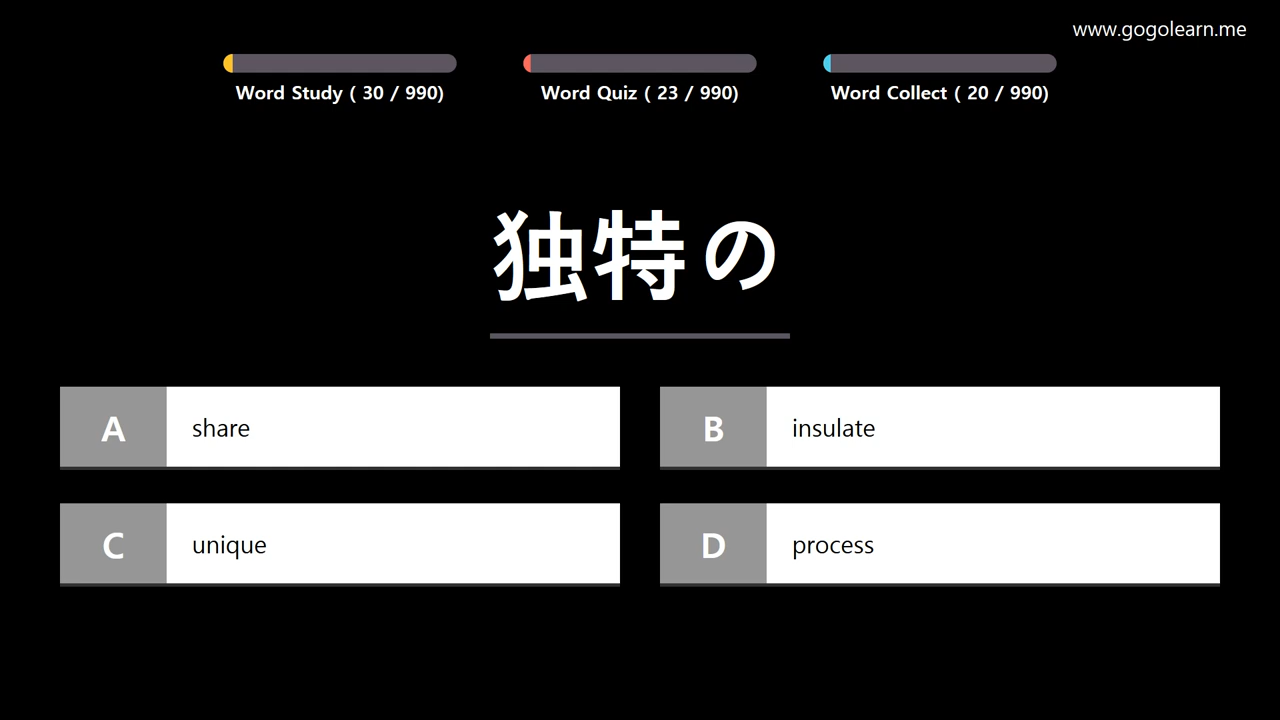 www.gogolearn.me
Word Study ( 30 / 990)
Word Quiz ( 23 / 990)
Word Collect ( 20 / 990)
独特の
A share
B insulate
C unique
D process